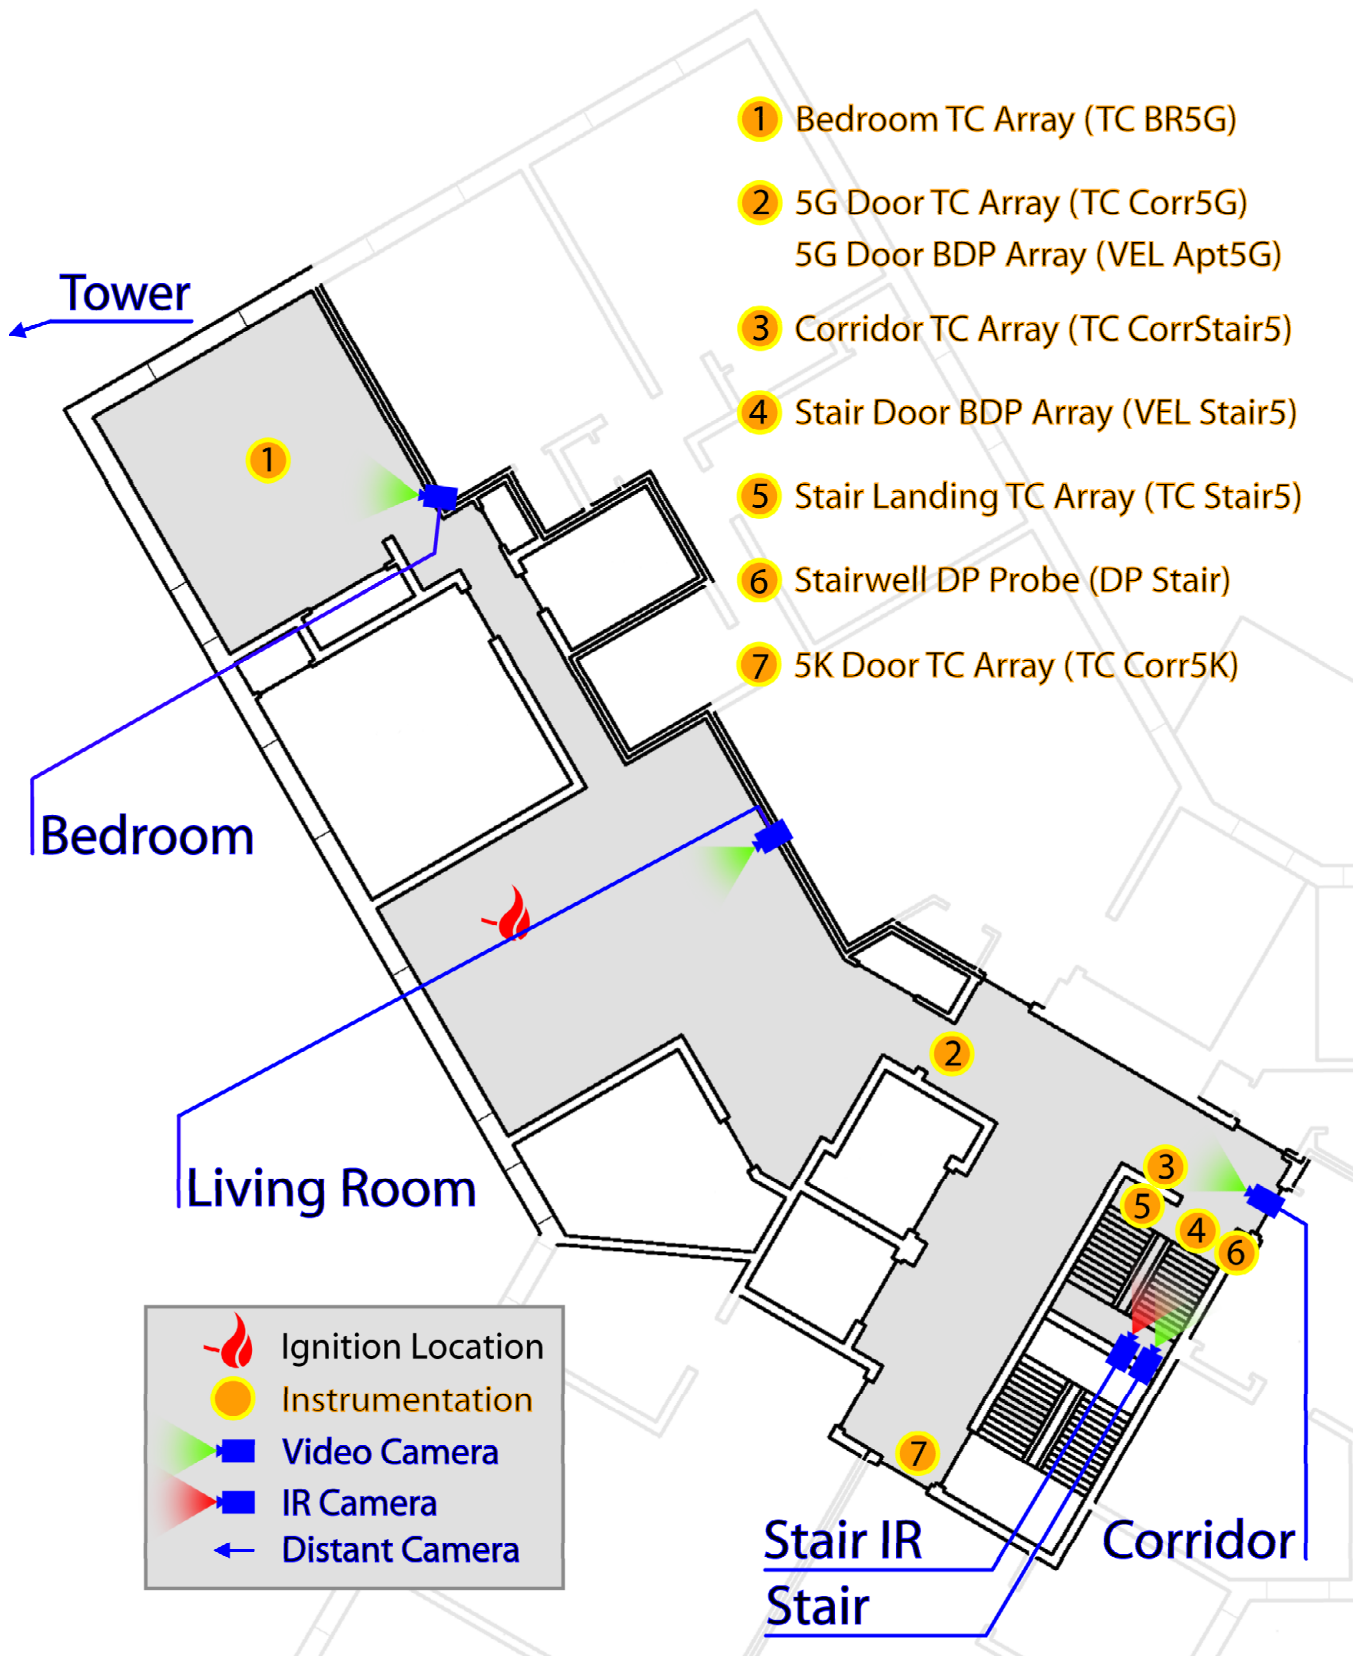 1 Bedroom TC Array (TC BR5G)
2 5G Door TC Array (TC Corr5G)
5G Door BDP Array (VEL Apt5G)
3 Corridor TC Array (TC CorrStair5)
4 Stair Door BDP Array (VEL Stair5)
5 Stair Landing TC Array (TC Stair5)
6 Stairwell DP Probe (DP Stair)
7 5K Door TC Array (TC Corr5K)
Tower
1
Bedroom
2
Living Room
3
5
4
6
7
Ignition Location
Instrumentation
Video Camera
IR Camera
Distant Camera
Stair IR
Corridor
Stair